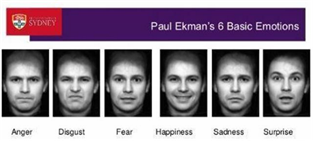 SYDNEY
Paul Ekman's 6 Basic Emotions
Anger Disgust Fear Happiness Sadness Surprise